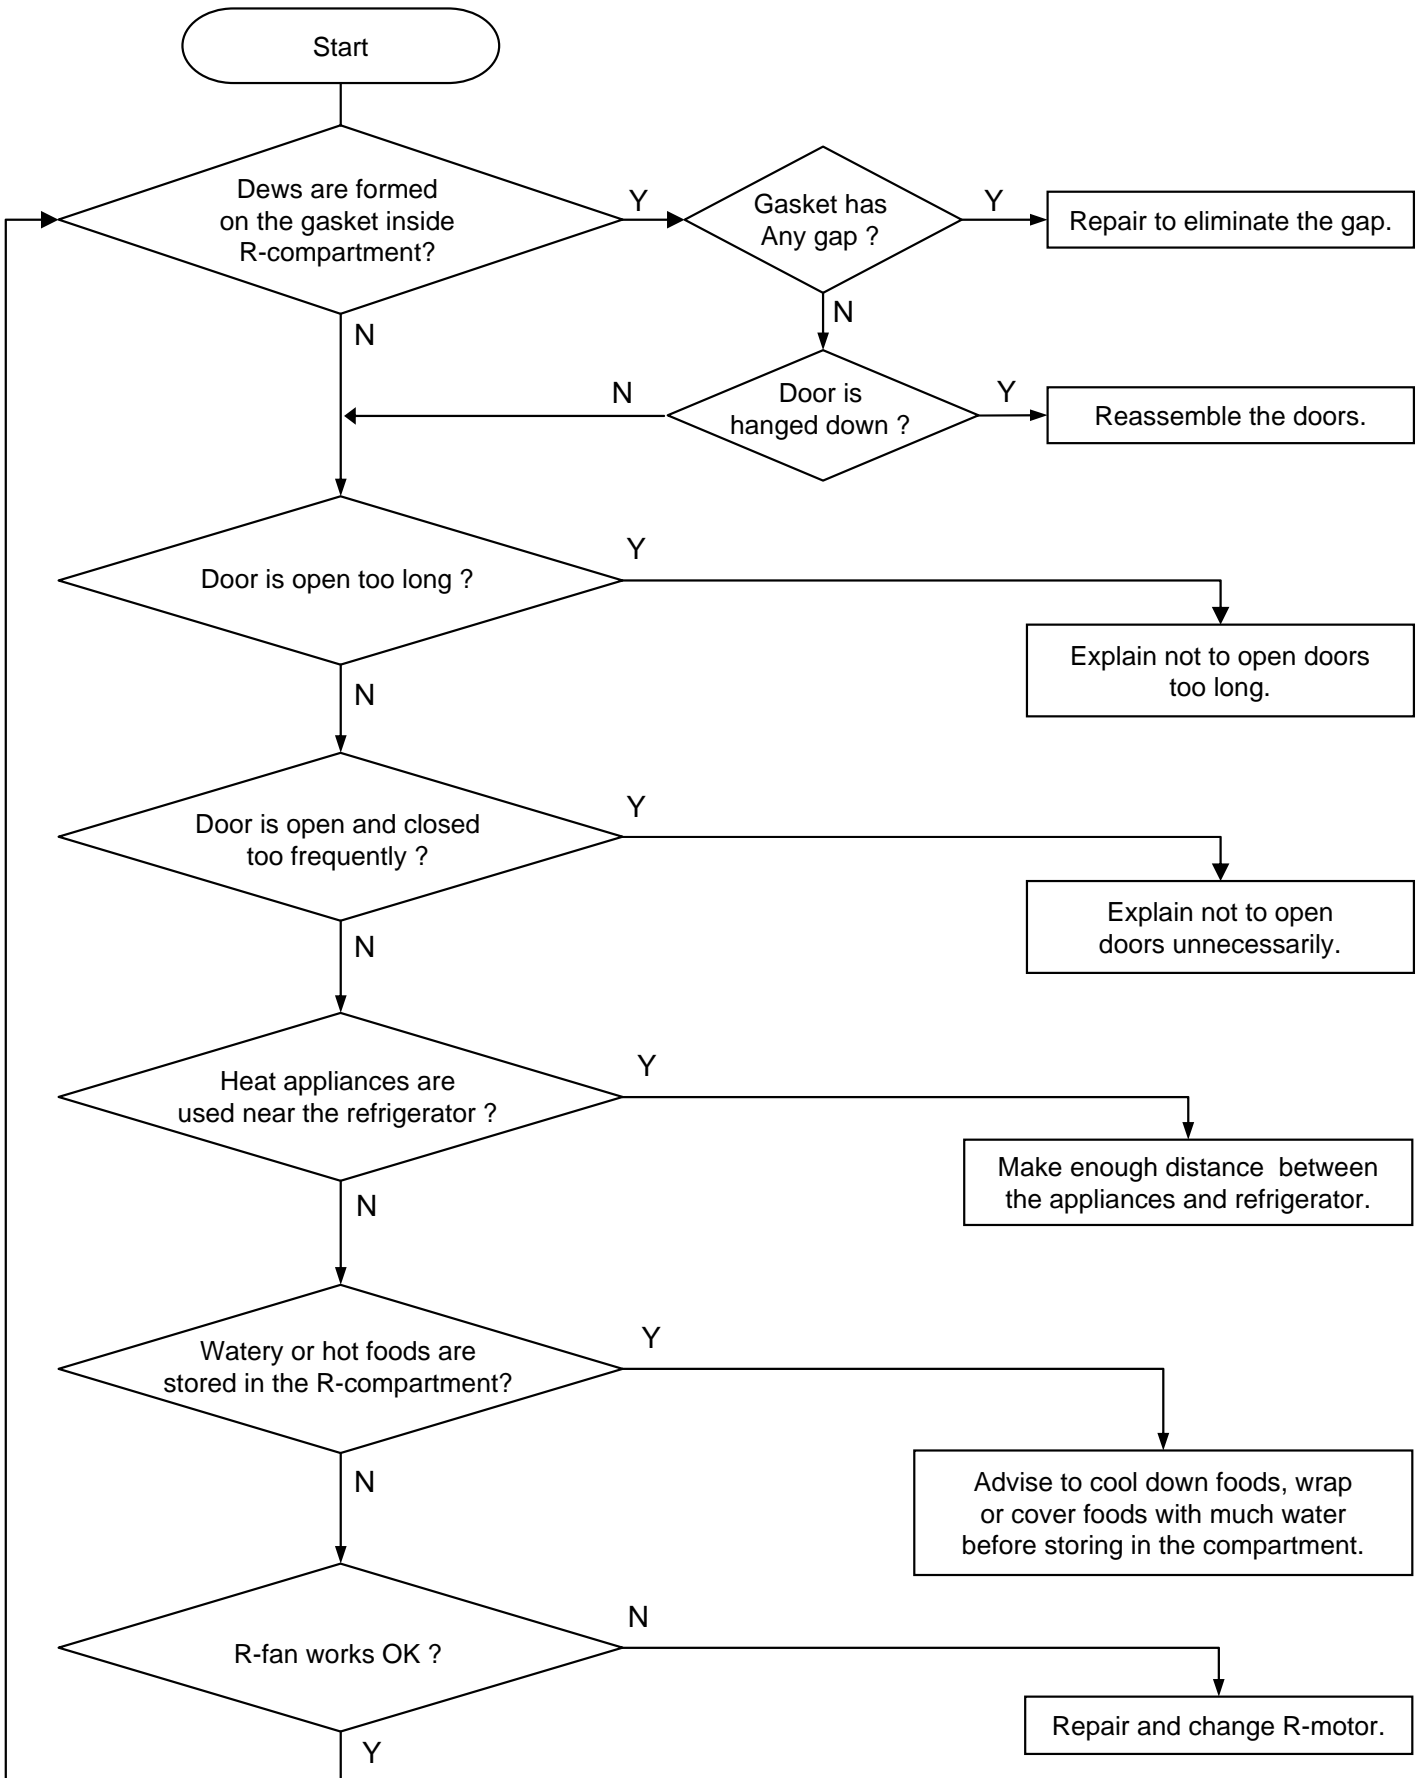 Start
Dews are formed
on the gasket inside
R-compartment?
Y
Gasket has
Any gap ?
Y
Repair to eliminate the gap.
N
N
Door is
hanged down ?
Y
Reassemble the doors.
N
Door is open too long ?
Y
Explain not to open doors
too long.
N
Door is open and closed
too frequently ?
Y
Explain not to open
doors unnecessarily.
N
Heat appliances are
used near the refrigerator ?
Y
Make enough distance  between
the appliances and refrigerator.
N
Watery or hot foods are
stored in the R-compartment?
Y
Advise to cool down foods, wrap
or cover foods with much water
before storing in the compartment.
N
R-fan works OK ?
N
Repair and change R-motor.
Y